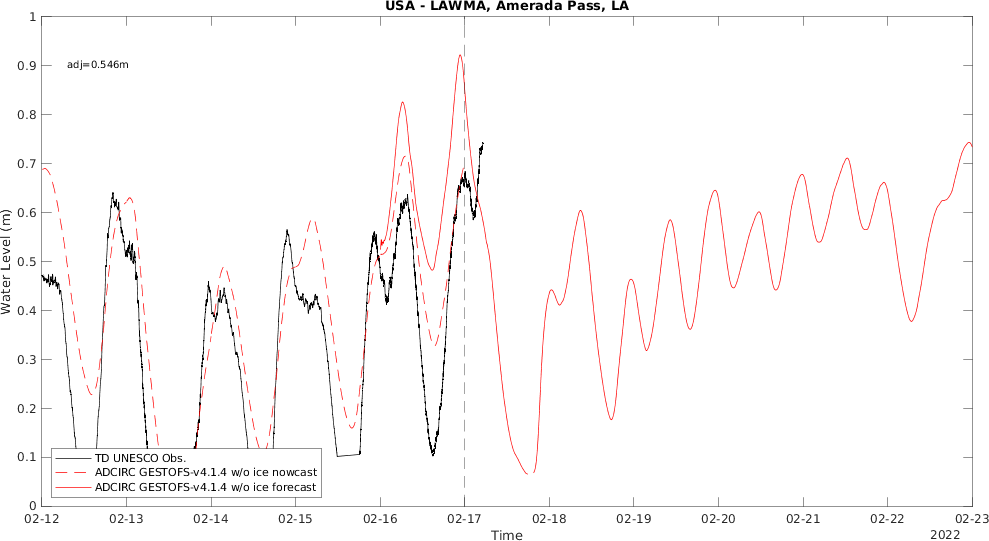 USA - LAWMA, Amerada Pass, LA
1
0.9
0.8
0.7
0.6
0.5
0.4
0.3
0.2
0.1
0
Water Level (m)
adj=0.546m
TD UNESCO Obs.
ADCIRC GESTOFS-v4.1.4 w/o ice nowcast
ADCIRC GESTOFS-v4.1.4 w/o ice forecast
02-12 02-13 02-14 02-15 02-16 02-17 02-18 02-19 02-20 02-21 02-22 02-23
Time
2022